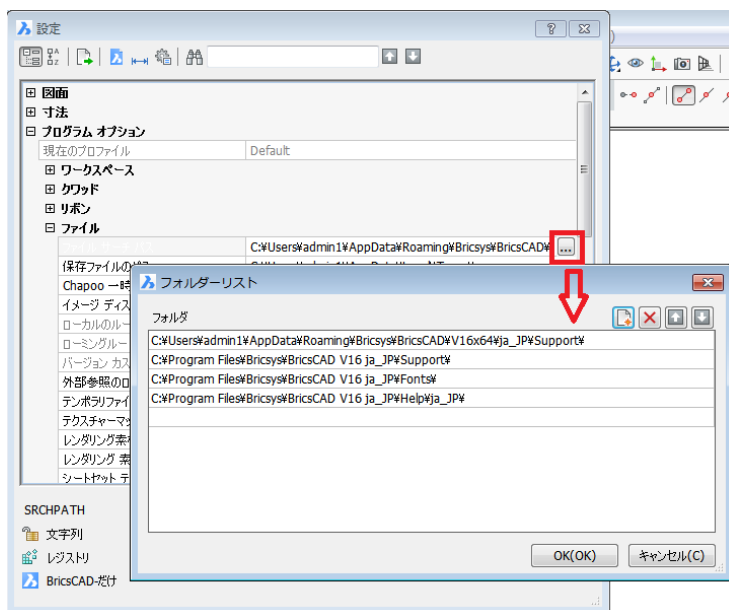 設定
図面
寸法
プログラム オプション
現在のプロファイル Default
ワークスペース
クワッド
リボン
ファイル
C:¥Users¥admin1¥AppData¥Roaming¥Bricsys¥BricsCAD¥ ...
保存ファイルの
Chapoo 一時
イメージ ディス
ローカルのルー
ローミングルー
バージョン カス
外部参照のロ
テンポラリファイ
テクスチャーマッ
レンダリング素材
レンダリング 素
シートセット テ
フォルダーリスト
フォルダ
C:¥Users¥admin1¥AppData¥Roaming¥Bricsys¥BricsCAD¥V16x64¥ja_JP¥Support¥
C:¥Program Files¥Bricsys¥BricsCAD V16 ja_JP¥Support¥
C:¥Program Files¥Bricsys¥BricsCAD V16 ja_JP¥Fonts¥
C:¥Program Files¥Bricsys¥BricsCAD V16 ja_JP¥Help¥ja_JP¥
OK(OK) キャンセル(C)
SRCHPATH
文字列
レジストリ
BricsCAD-だけ